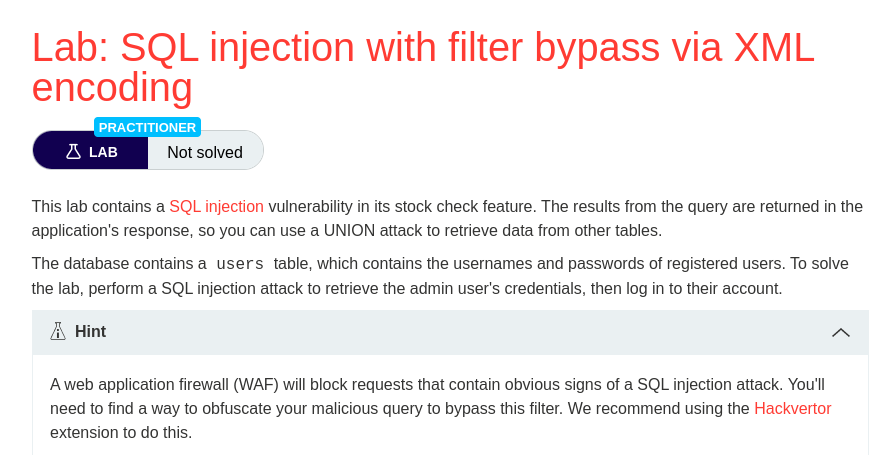 Lab: SQL injection with filter bypass via XML
encoding
PRACTITIONER
LAB Not solved
This lab contains a SQL injection vulnerability in its stock check feature. The results from the query are returned in the
application's response, so you can use a UNION attack to retrieve data from other tables.
The database contains a users table, which contains the usernames and passwords of registered users. To solve
the lab, perform a SQL injection attack to retrieve the admin user's credentials, then log in to their account.
Hint
A web application firewall (WAF) will block requests that contain obvious signs of a SQL injection attack. You'll
need to find a way to obfuscate your malicious query to bypass this filter. We recommend using the Hackvertor
extension to do this.